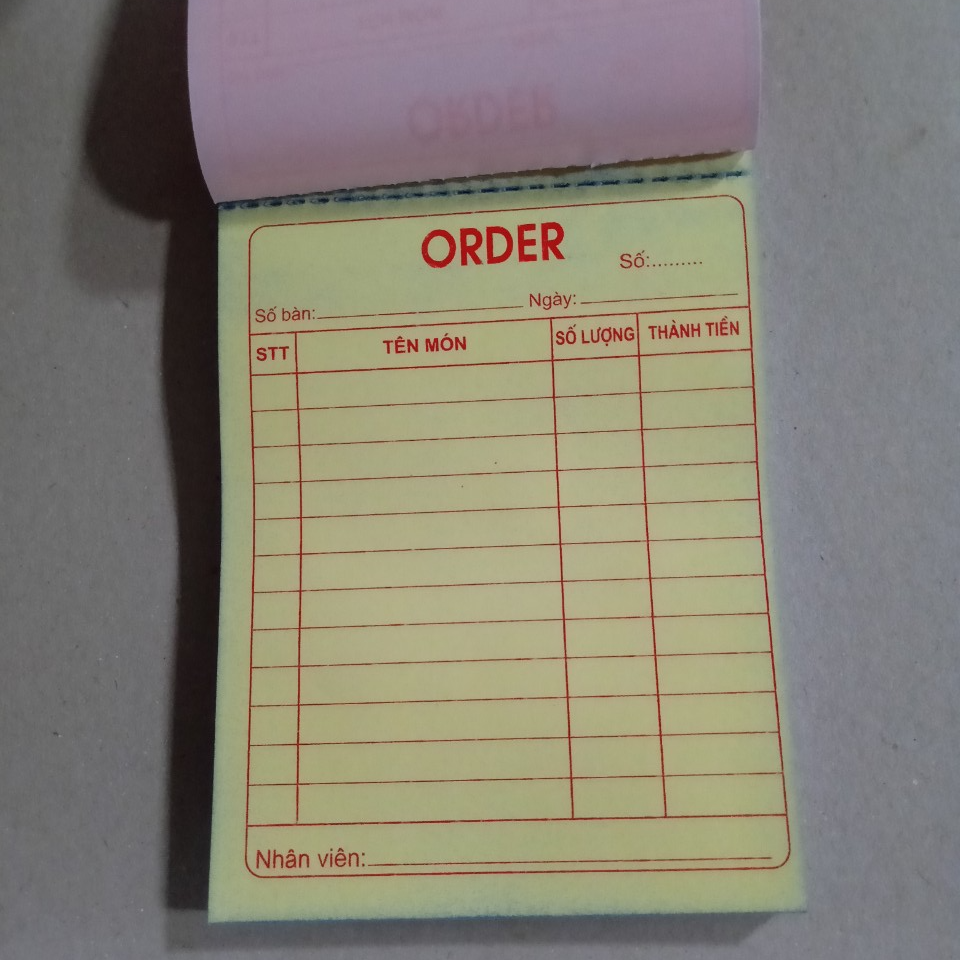 ORDER
Số:.........
Số bàn: Ngày:
STT TÊN MÓN SỐ LƯỢNG THÀNH TIỀN
Nhân viên: